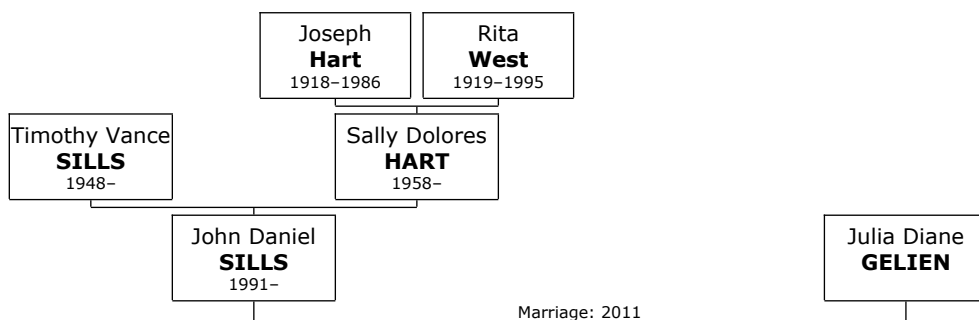 Joseph
Hart
1918–1986
Rita
West
1919–1995
Timothy Vance
SILLS
1948–
Sally Dolores
HART
1958–
John Daniel
SILLS
1991–
Julia Diane
GELIEN
Marriage: 2011